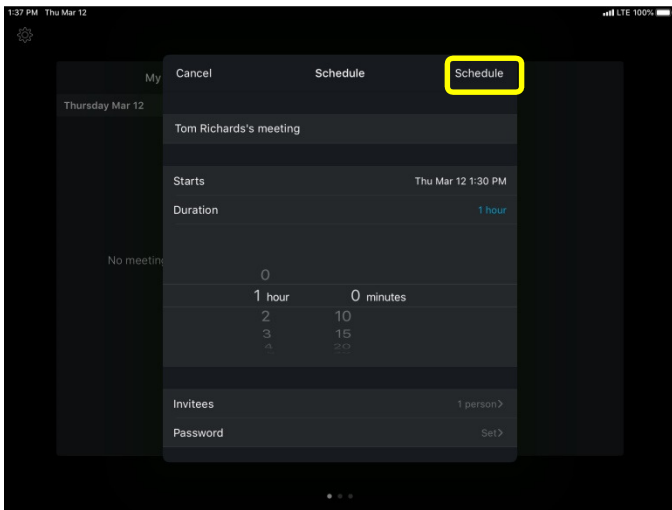 1:37 PM Thu Mar 12 LTE 100%
Cancel Schedule Schedule
My
Thursday Mar 12
Tom Richards's meeting
Starts Thu Mar 12 1:30 PM
Duration 1 hour
No meeting
0
1 hour 0 minutes
2 10
3 15
4 20
Invitees 1 person>
Password Set>